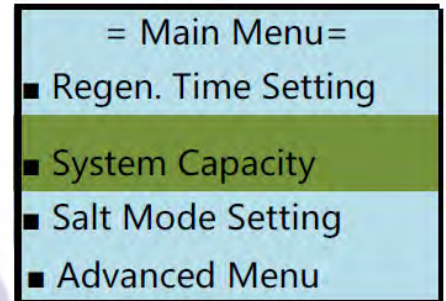 = Main Menu=
■ Regen. Time Setting
■ System Capacity
■ Salt Mode Setting
■ Advanced Menu